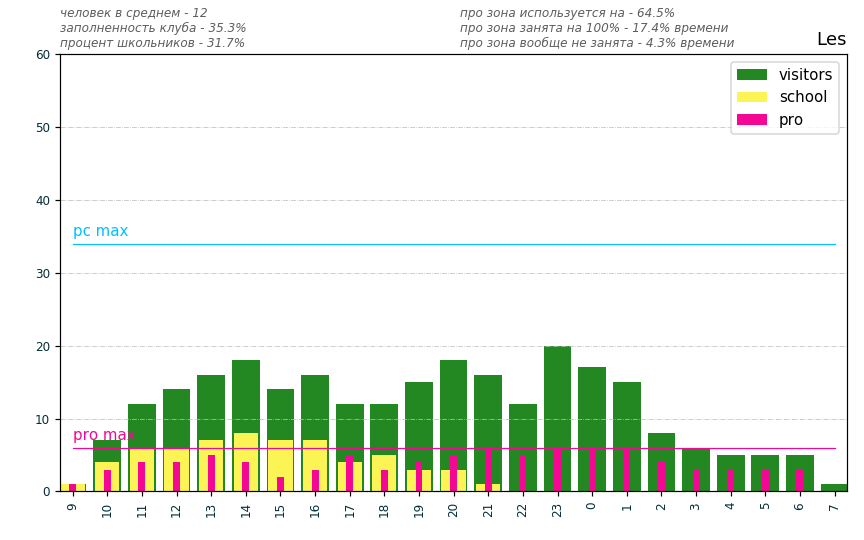 человек в среднем - 12
заполненность клуба - 35.3%
процент школьников - 31.7%
про зона используется на - 64.5%
про зона занята на 100% - 17.4% времени
про зона вообще не занята - 4.3% времени
Les
visitors
school
pro
60
50
40
pc max
30
20
10
pro max
0
9 10 11 12 13 14 15 16 17 18 19 20 21 22 23 0 1 2 3 4 5 6 7